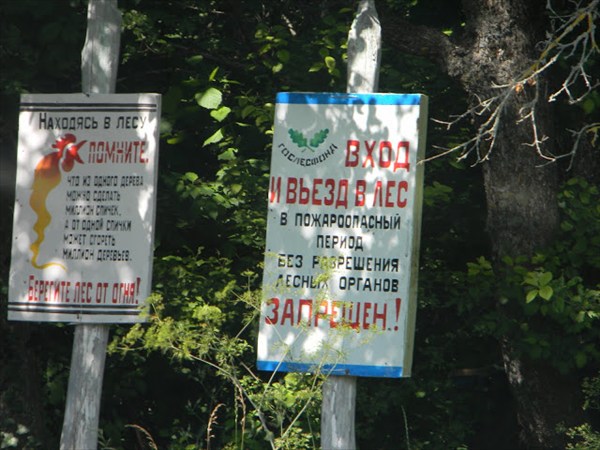 Находясь в лесу
помните,
что из одного дерева
можно сделать
миллион спичек,
а от одной спички
может сгореть
миллион деревьев.
Берегите лес от огня!
Гослесфонд
ВХОД
И ВЪЕЗД В ЛЕС
В ПОЖАРООПАСНЫЙ
ПЕРИОД
БЕЗ РАЗРЕШЕНИЯ
ЛЕСНЫХ ОРГАНОВ
ЗАПРЕЩЕН.!